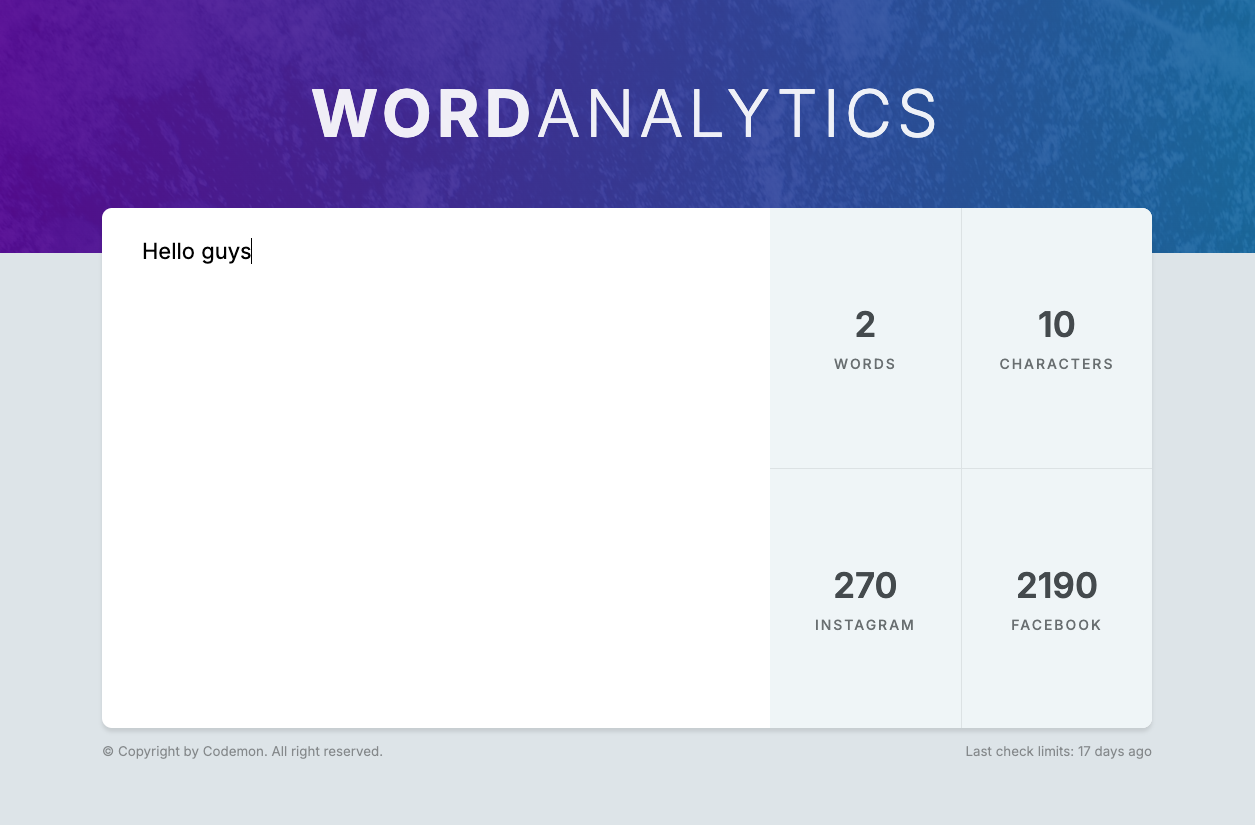 WORDANALYTICS
Hello guys
2
WORDS
10
CHARACTERS
270
INSTAGRAM
2190
FACEBOOK
© Copyright by Codemon. All right reserved.
Last check limits: 17 days ago